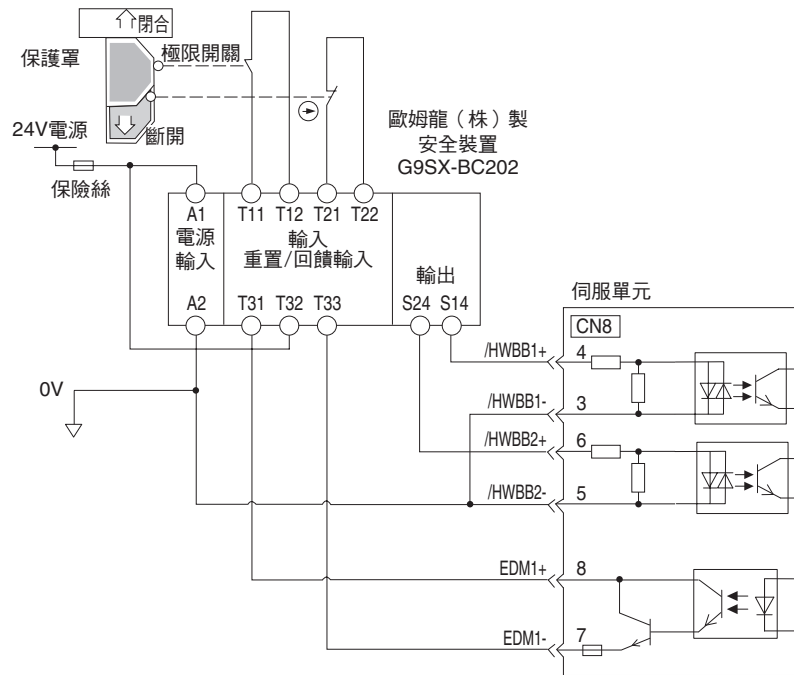 閉合
保護罩
極限開關
斷開
24V電源
保險絲
歐姆龍（株）製
安全裝置
G9SX-BC202
A1 T11 T12 T21 T22
電源
輸入
輸入
重置/回饋輸入
輸出
A2 T31 T32 T33 S24 S14
伺服單元
CN8
0V
/HWBB1+ 4
/HWBB1- 3
/HWBB2+ 6
/HWBB2- 5
EDM1+ 8
EDM1- 7